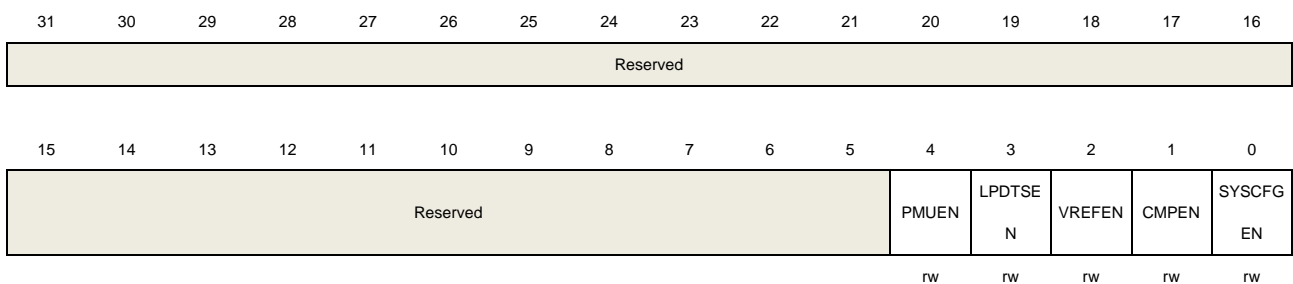 31 30 29 28 27 26 25 24 23 22 21 20 19 18 17 16
Reserved
15 14 13 12 11 10 9 8 7 6 5 4 3 2 1 0
Reserved PMUEN LPDTSE N VREFEN CMPEN SYSCFG EN
rw rw rw rw rw